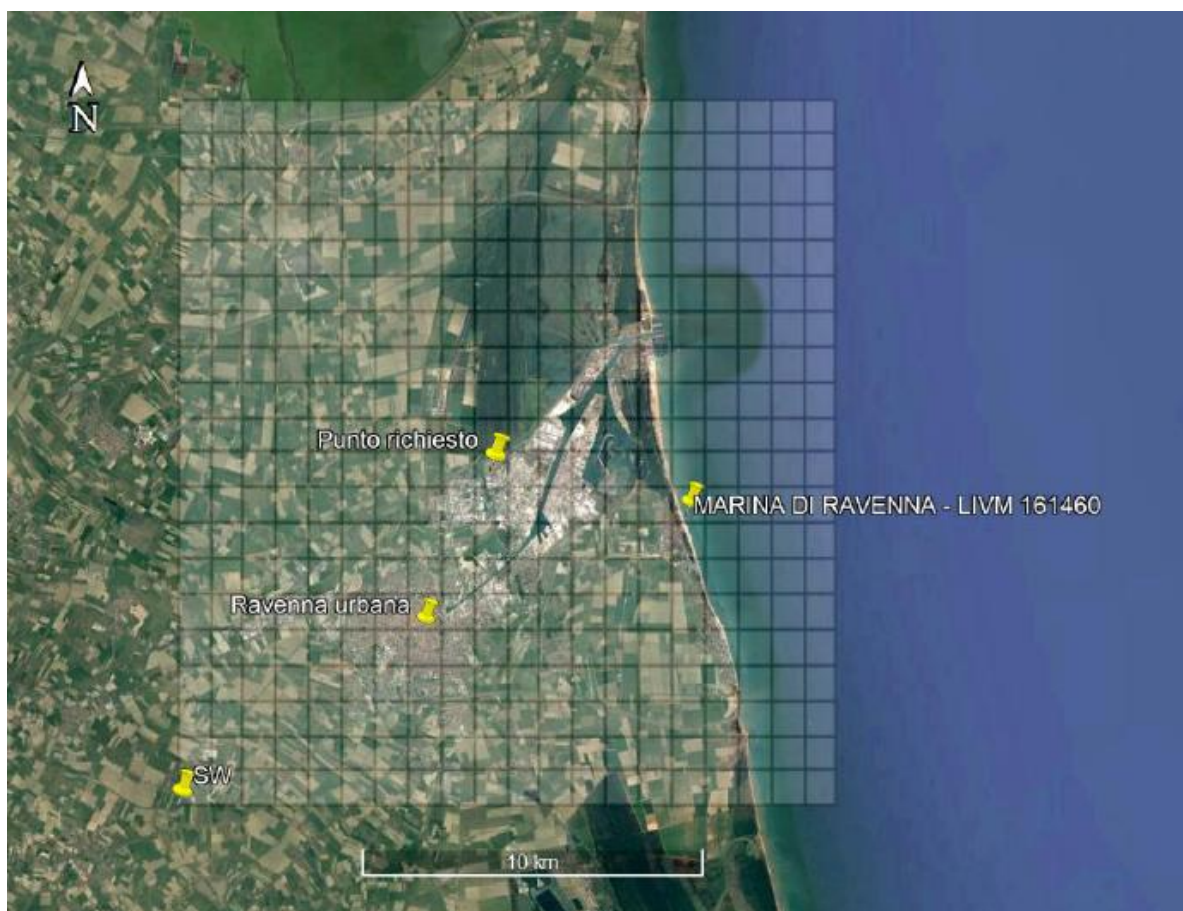 N
Punto richiesto
MARINA DI RAVENNA - LIVM 161460
Ravenna urbana
SW
10 km